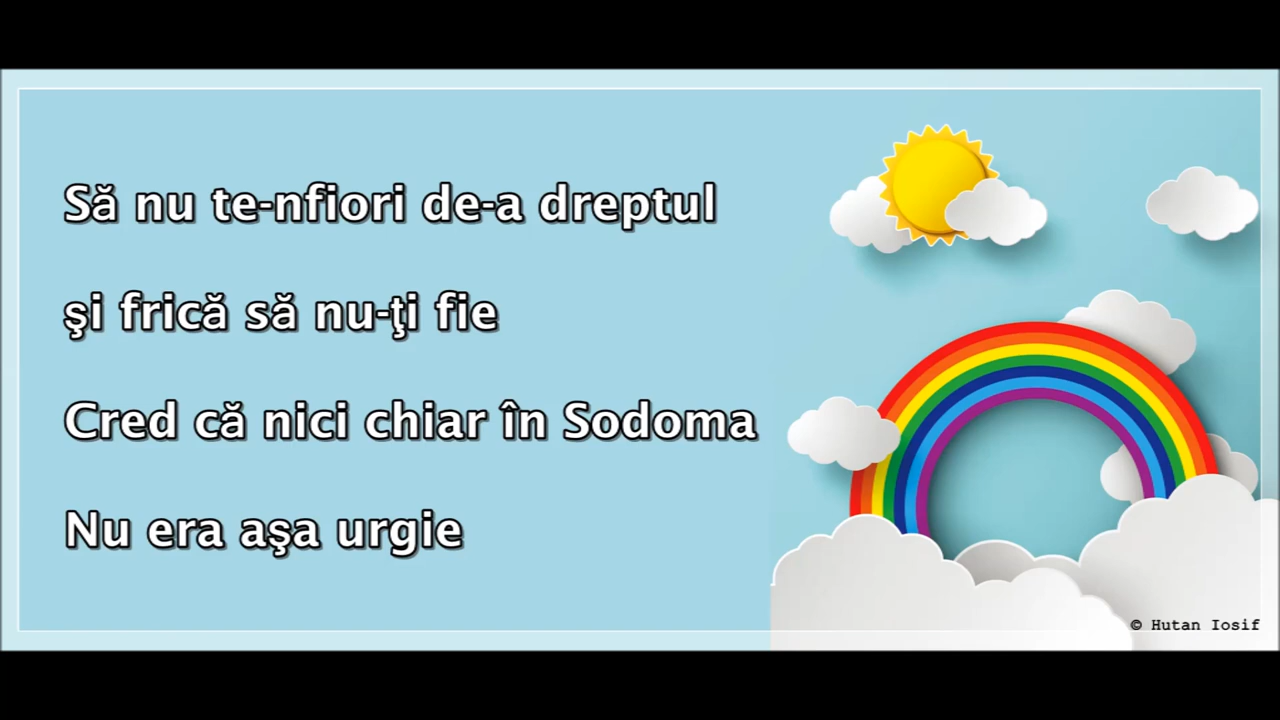 Să nu te-nfiori de-a dreptul
şi frică să nu-ţi fie
Cred că nici chiar în Sodoma
Nu era aşa urgie
© Hutan Iosif